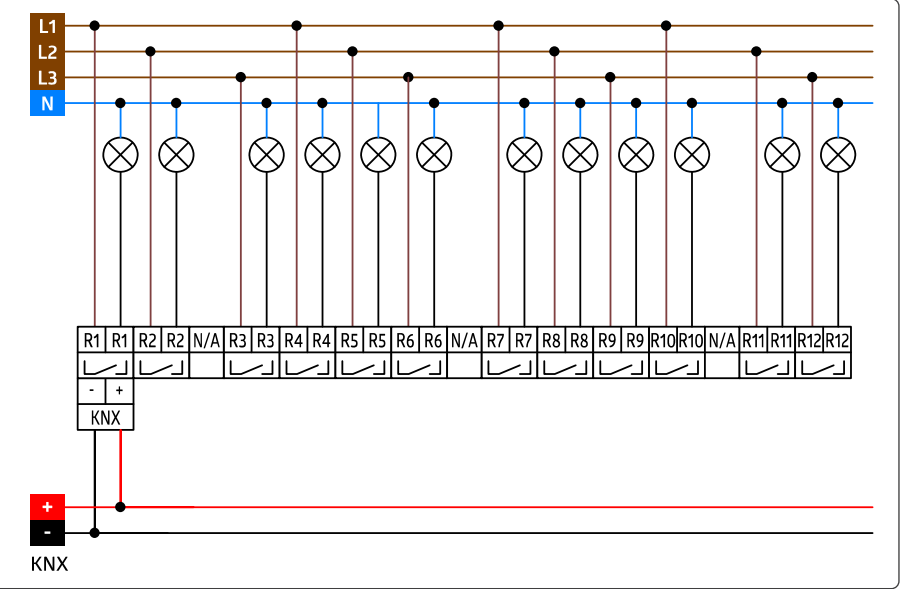 L1
L2
L3
N
R1 R1 R2 R2 N/A R3 R3 R4 R4 R5 R5 R6 R6 N/A R7 R7 R8 R8 R9 R9 R10 R10 N/A R11 R11 R12 R12
- +
KNX
+
-
KNX